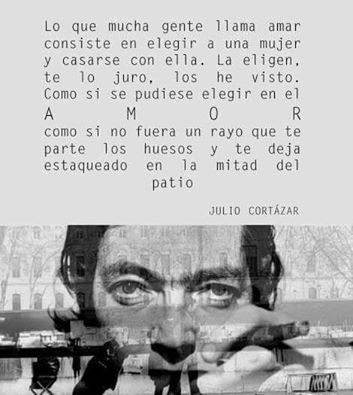 Lo que mucha gente llama amar
consiste en elegir a una mujer
y casarse con ella. La eligen,
te lo juro, los he visto.
Como si se pudiese elegir en el
A M O R
como si no fuera un rayo que te
parte los huesos y te deja
estaqueado en la mitad del
patio
JULIO CORTÁZAR